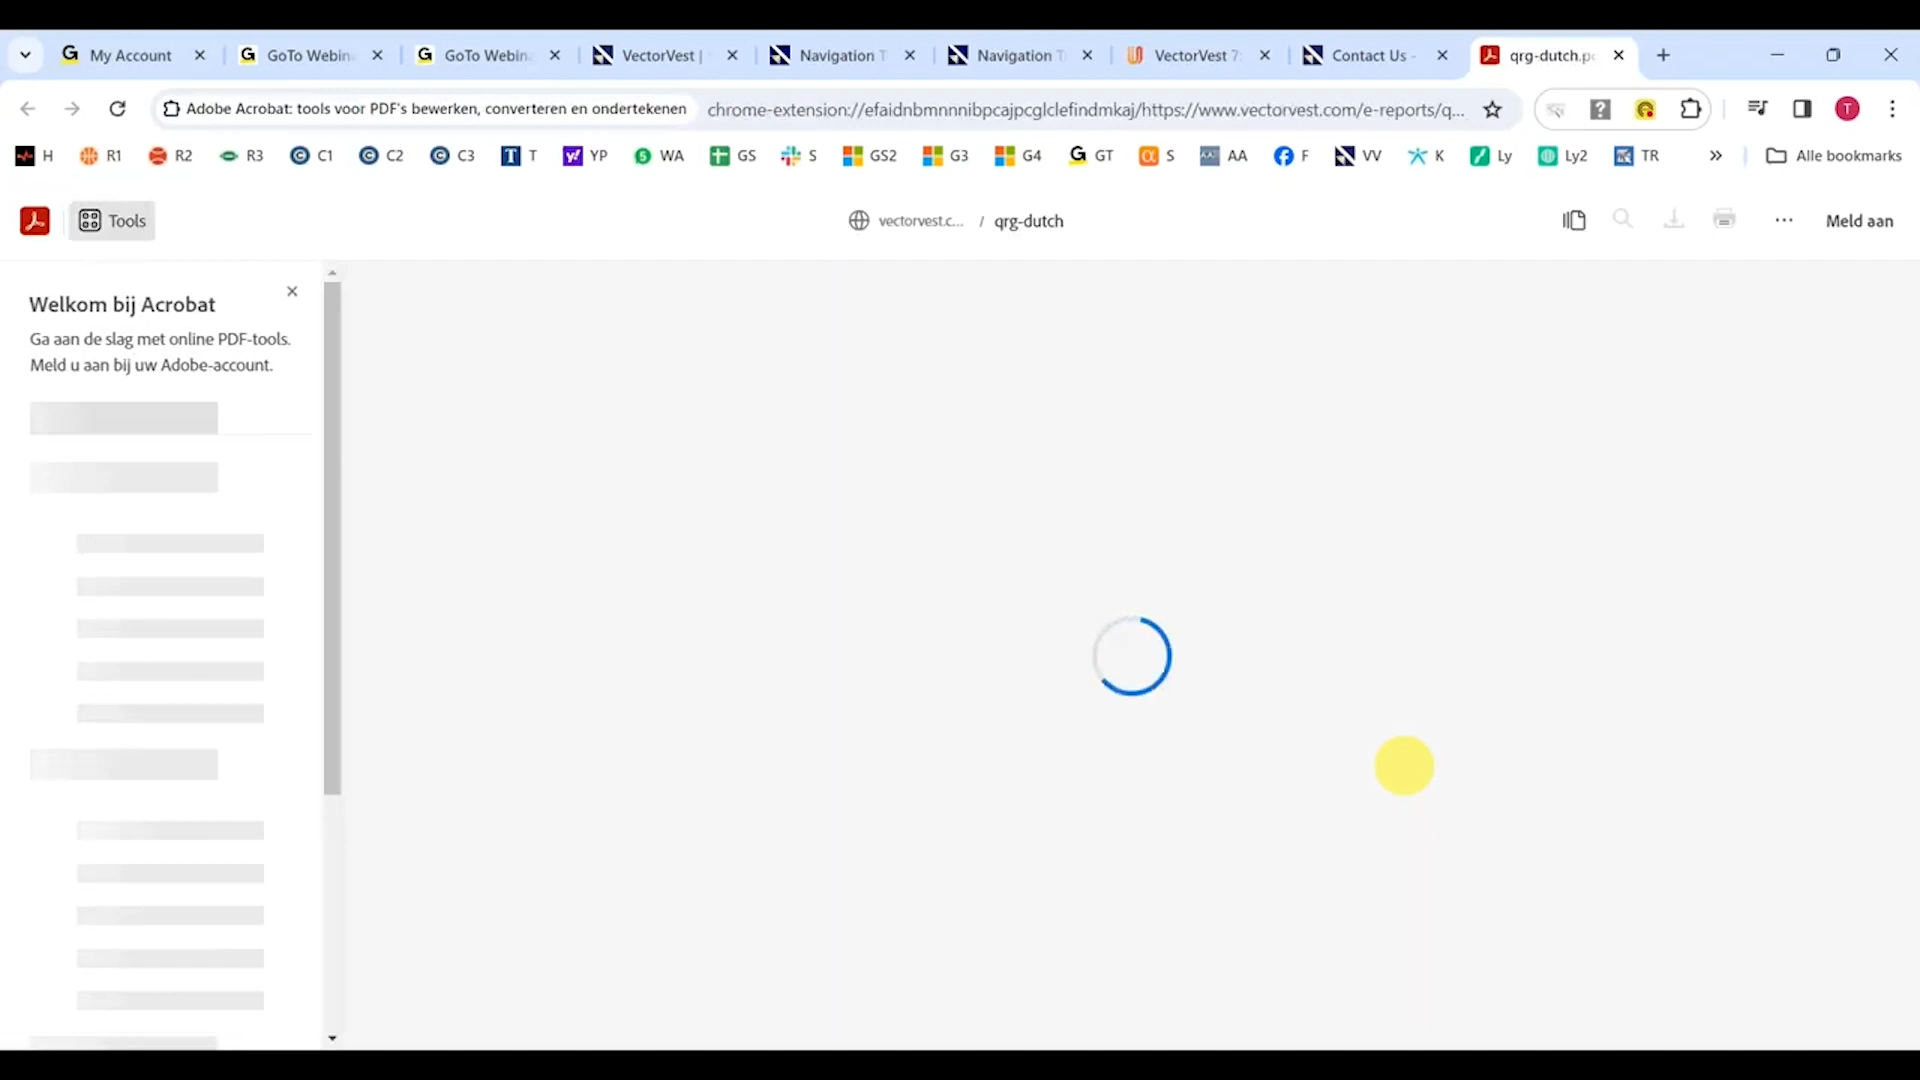 My Account
GoTo Webin
GoTo Webin
VectorVest |
Navigation T
Navigation T
VectorVest 7
Contact Us -
qrg-dutch.p
Adobe Acrobat: tools voor PDF's bewerken, converteren en ondertekenen
chrome-extension://efaidnbmnnnibpcajpcglclefindmkaj/https://www.vectorvest.com/e-reports/q...
T
H
R1
R2
R3
C1
C2
C3
T
YP
WA
GS
S
GS2
G3
G4
GT
S
AA
F
VV
K
Ly
Ly2
TR
»
Alle bookmarks
Tools
vectorvest.c... / qrg-dutch
Meld aan
Welkom bij Acrobat
Ga aan de slag met online PDF-tools.
Meld u aan bij uw Adobe-account.